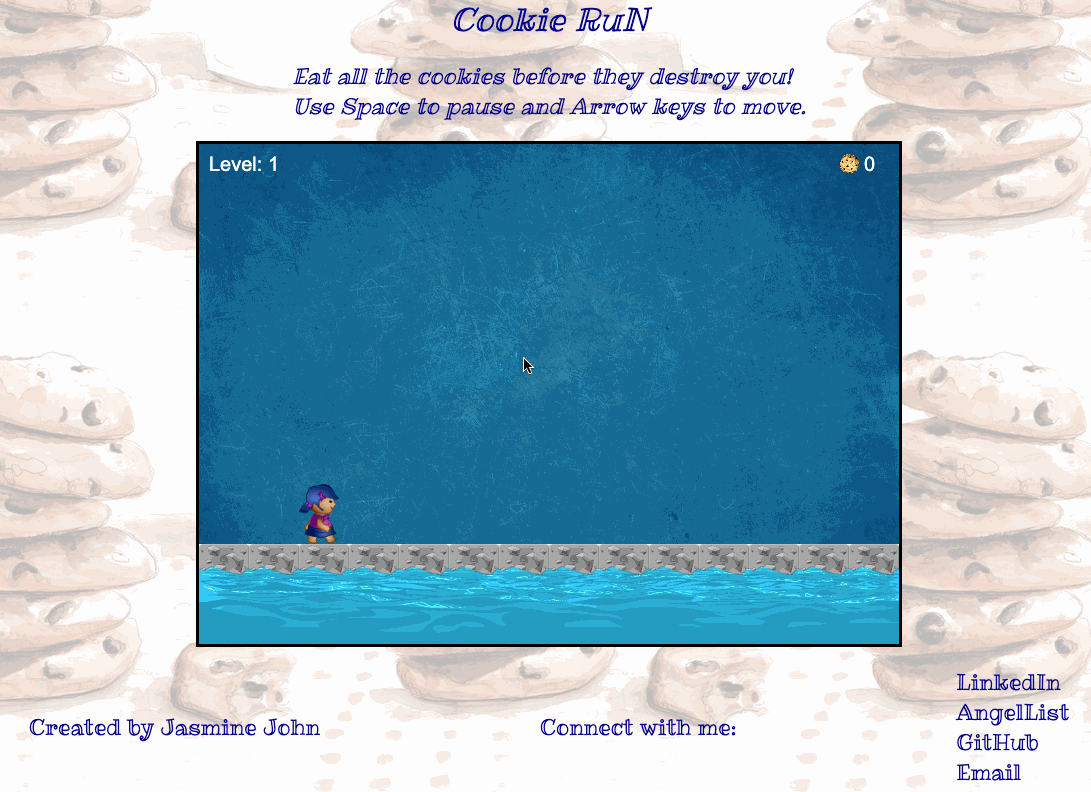 Cookie RuN
Eat all the cookies before they destroy you!
Use Space to pause and Arrow keys to move.
Level: 1
0
LinkedIn
AngelList
GitHub
Email
Created by Jasmine John
Connect with me: